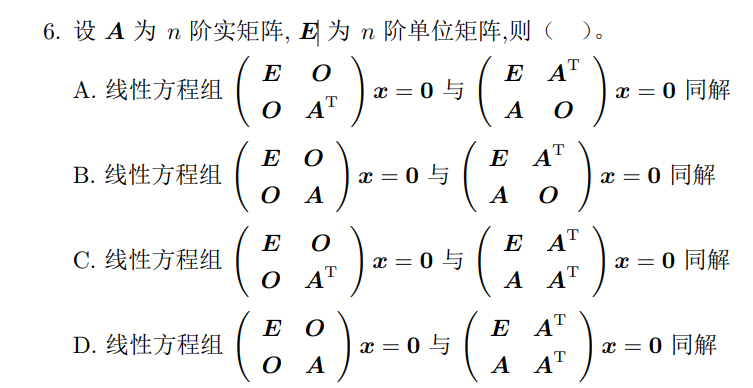 6. 设 A 为 n 阶实矩阵, E 为 n 阶单位矩阵,则 ( )。
A. 线性方程组 ( E O ; O Aᵀ ) x = 0 与 ( E Aᵀ ; A O ) x = 0 同解
B. 线性方程组 ( E O ; O A ) x = 0 与 ( E Aᵀ ; A O ) x = 0 同解
C. 线性方程组 ( E O ; O Aᵀ ) x = 0 与 ( E Aᵀ ; A Aᵀ ) x = 0 同解
D. 线性方程组 ( E O ; O A ) x = 0 与 ( E Aᵀ ; A Aᵀ ) x = 0 同解